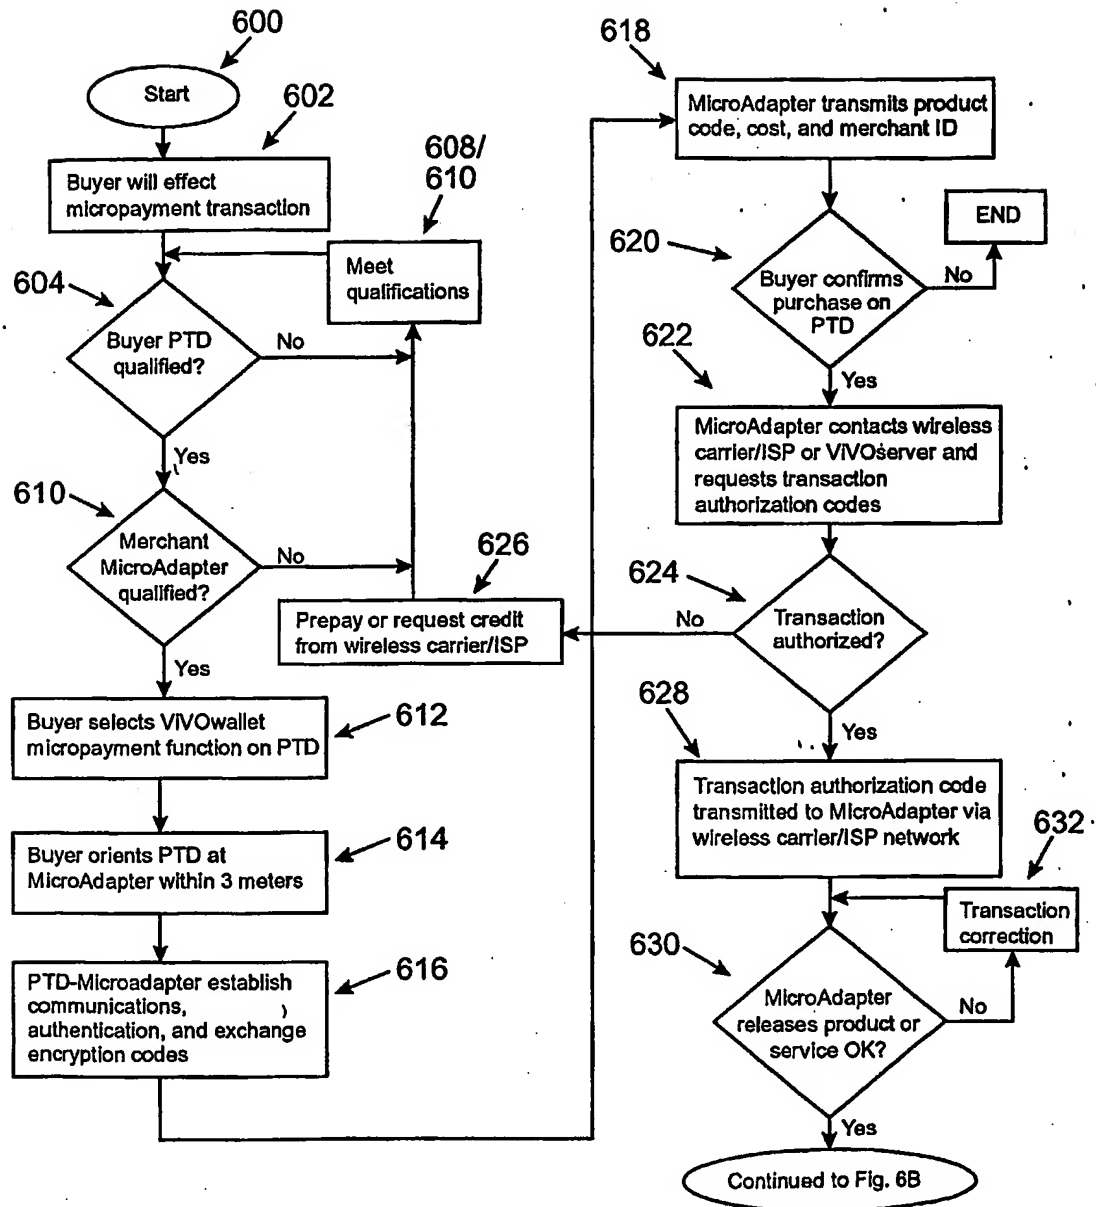 600
Start
602
Buyer will effect
micropayment transaction
608/
610
Meet
qualifications
604
Buyer PTD
qualified?
No
Yes
610
Merchant
MicroAdapter
qualified?
No
626
Prepay or request credit
from wireless carrier/ISP
Yes
Buyer selects ViVOwallet
micropayment function on PTD
612
Buyer orients PTD at
MicroAdapter within 3 meters
614
PTD-Microadapter establish
communications,
authentication, and exchange
encryption codes
616
618
MicroAdapter transmits product
code, cost, and merchant ID
END
620
Buyer confirms
purchase on
PTD
No
622
Yes
MicroAdapter contacts wireless
carrier/ISP or ViVOserver and
requests transaction
authorization codes
624
Transaction
authorized?
No
628
Yes
Transaction authorization code
transmitted to MicroAdapter via
wireless carrier/ISP network
632
Transaction
correction
630
MicroAdapter
releases product or
service OK?
No
Yes
Continued to Fig. 6B